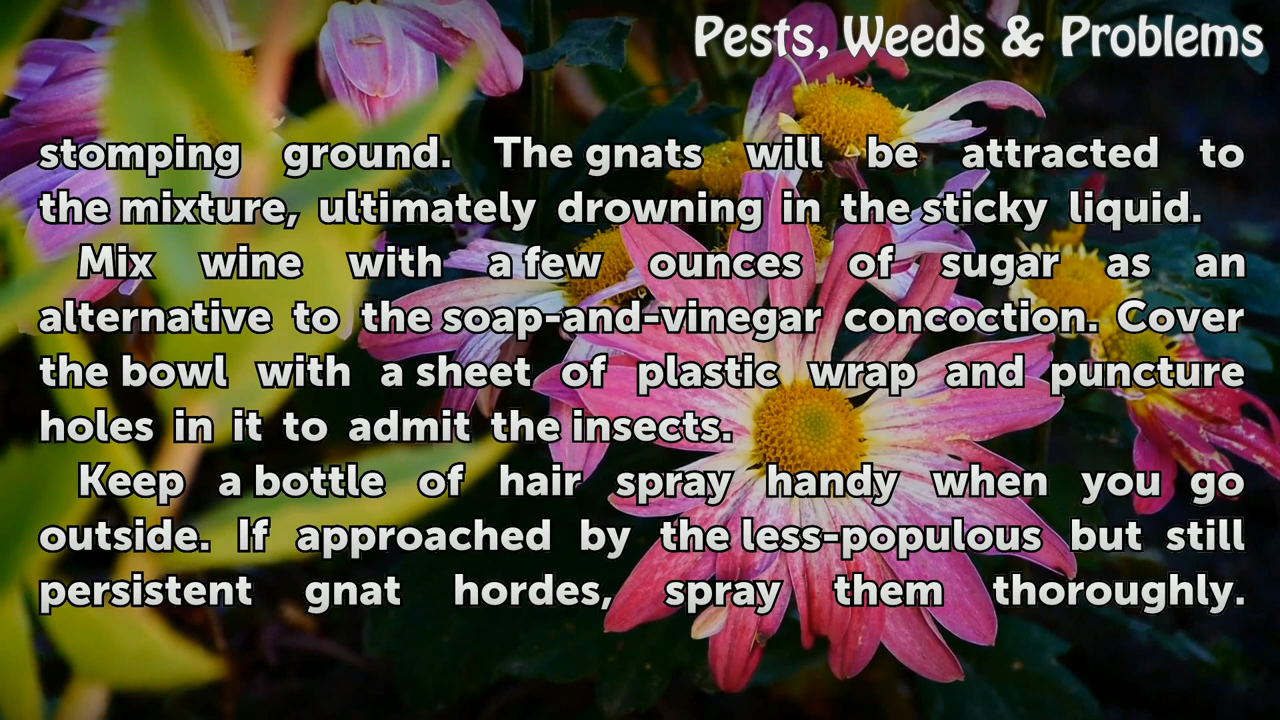 Pests, Weeds & Problems
stomping ground. The gnats will be attracted to
the mixture, ultimately drowning in the sticky liquid.
Mix wine with a few ounces of sugar as an
alternative to the soap-and-vinegar concoction. Cover
the bowl with a sheet of plastic wrap and puncture
holes in it to admit the insects.
Keep a bottle of hair spray handy when you go
outside. If approached by the less-populous but still
persistent gnat hordes, spray them thoroughly.